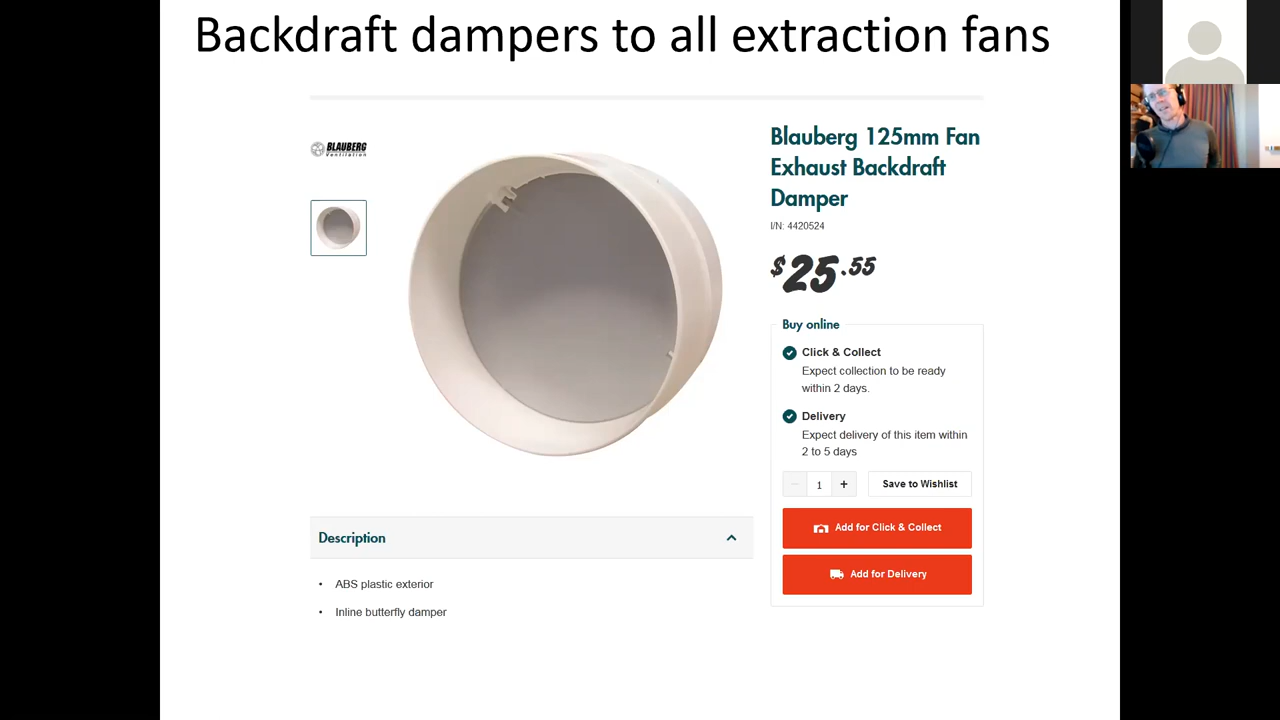 Backdraft dampers to all extraction fans
BLAUBERG
Ventilation
Blauberg 125mm Fan
Exhaust Backdraft
Damper
I/N: 4420524
$25.55
Buy online
Click & Collect
Expect collection to be ready
within 2 days.
Delivery
Expect delivery of this item within
2 to 5 days
− 1 +
Save to Wishlist
Add for Click & Collect
Add for Delivery
Description
• ABS plastic exterior
• Inline butterfly damper